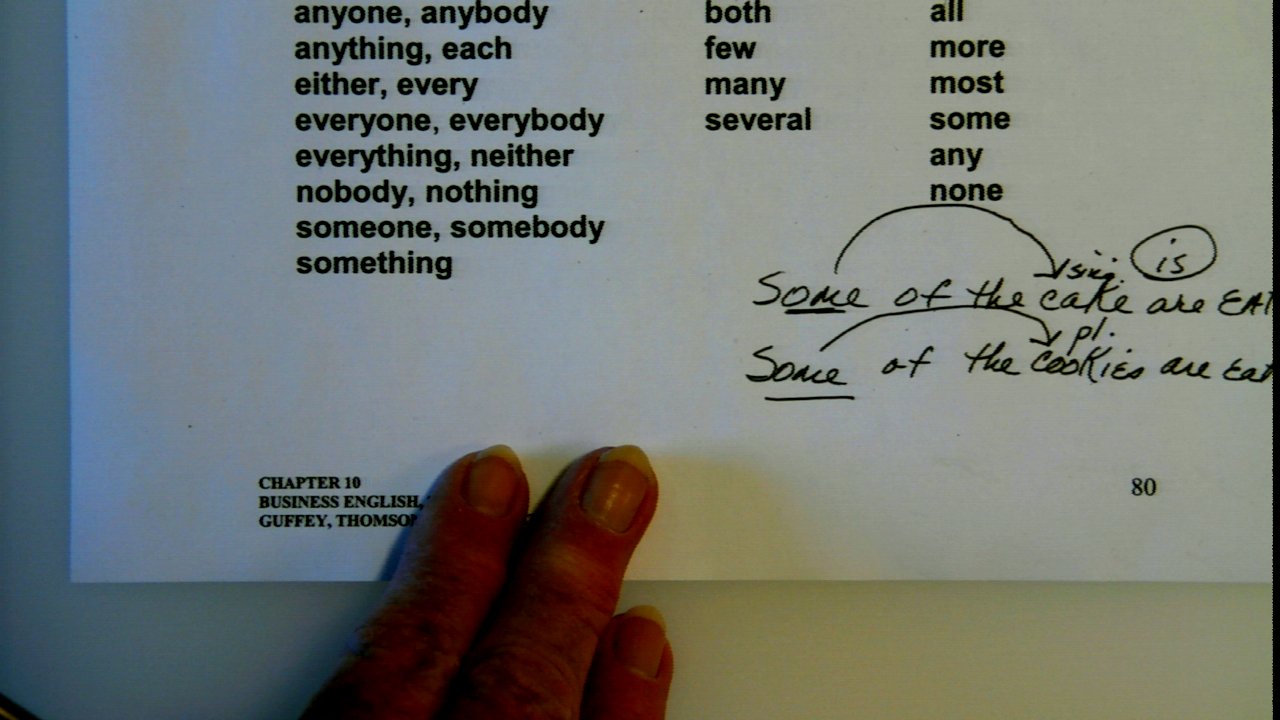 anyone, anybody both all
anything, each few more
either, every many most
everyone, everybody several some
everything, neither any
nobody, nothing none
someone, somebody
something
sing. is
Some of the cake are EAT
pl.
Some of the cookies are Eat
CHAPTER 10 80
BUSINESS ENGLISH,
GUFFEY,